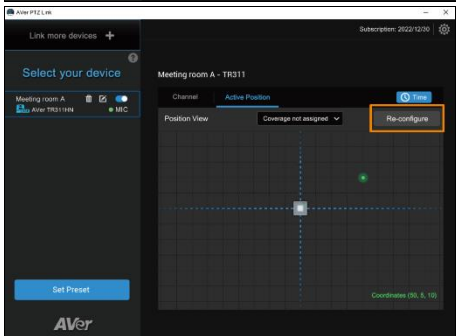 AVer PTZ Link
Link more devices +
Subscription: 2022/12/30
Select your device
Meeting room A - TR311
Meeting room A
AVer TR311HN
MIC
Channel
Active Position
Time
Position View
Coverage not assigned
Re-configure
Coordinates (50, 5, 10)
Set Preset
AVer